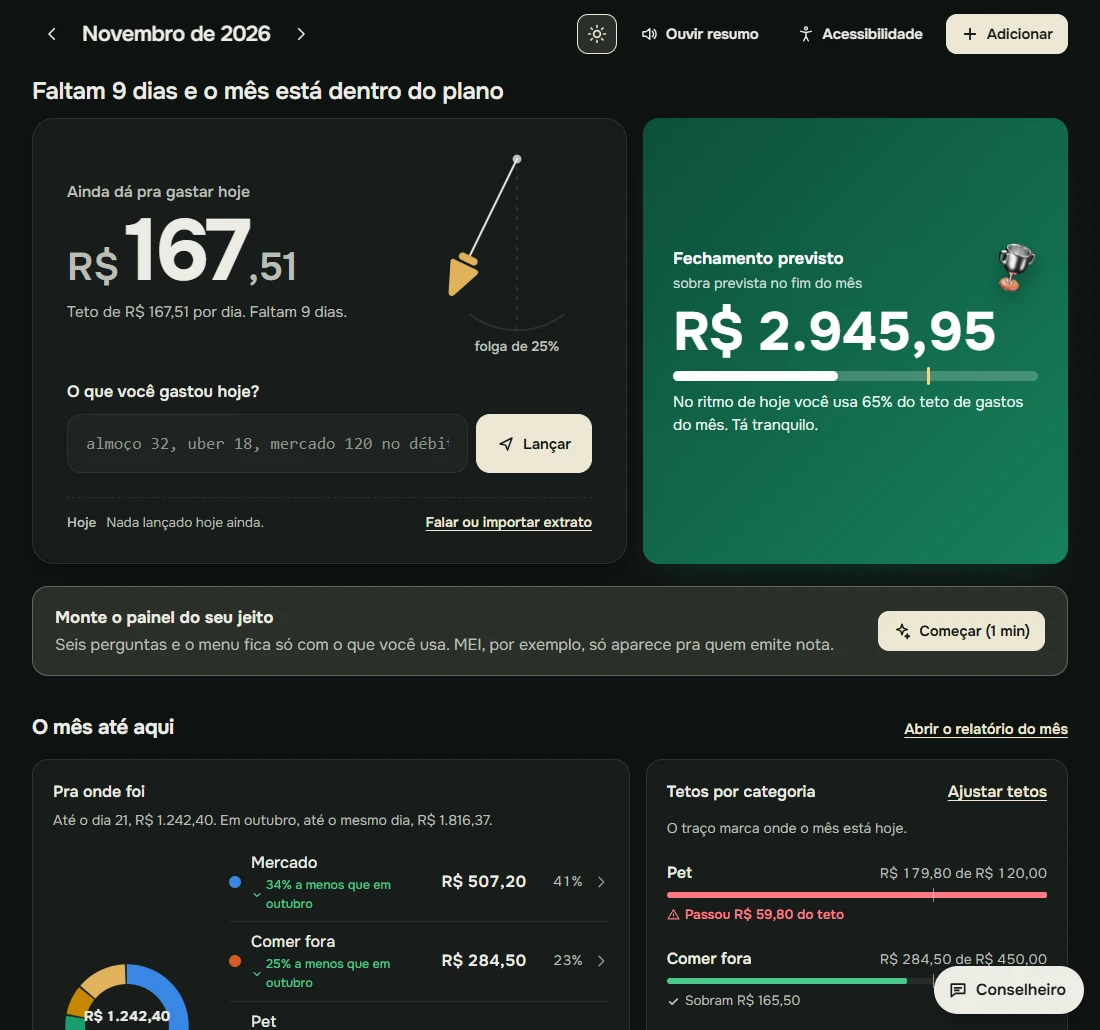 Novembro de 2026
Ouvir resumo
Acessibilidade
Adicionar
Faltam 9 dias e o mês está dentro do plano
Ainda dá pra gastar hoje
R$ 167,51
Teto de R$ 167,51 por dia. Faltam 9 dias.
folga de 25%
O que você gastou hoje?
almoço 32, uber 18, mercado 120 no débit
Lançar
Hoje Nada lançado hoje ainda.
Falar ou importar extrato
Fechamento previsto
sobra prevista no fim do mês
R$ 2.945,95
No ritmo de hoje você usa 65% do teto de gastos
do mês. Tá tranquilo.
Monte o painel do seu jeito
Seis perguntas e o menu fica só com o que você usa. MEI, por exemplo, só aparece pra quem emite nota.
Começar (1 min)
O mês até aqui
Abrir o relatório do mês
Pra onde foi
Até o dia 21, R$ 1.242,40. Em outubro, até o mesmo dia, R$ 1.816,37.
R$ 1.242,40
Mercado
34% a menos que em
outubro
R$ 507,20
41%
Comer fora
25% a menos que em
outubro
R$ 284,50
23%
Pet
Tetos por categoria
Ajustar tetos
O traço marca onde o mês está hoje.
Pet
R$ 179,80 de R$ 120,00
Passou R$ 59,80 do teto
Comer fora
R$ 284,50 de R$ 450,00
Sobram R$ 165,50
Conselheiro